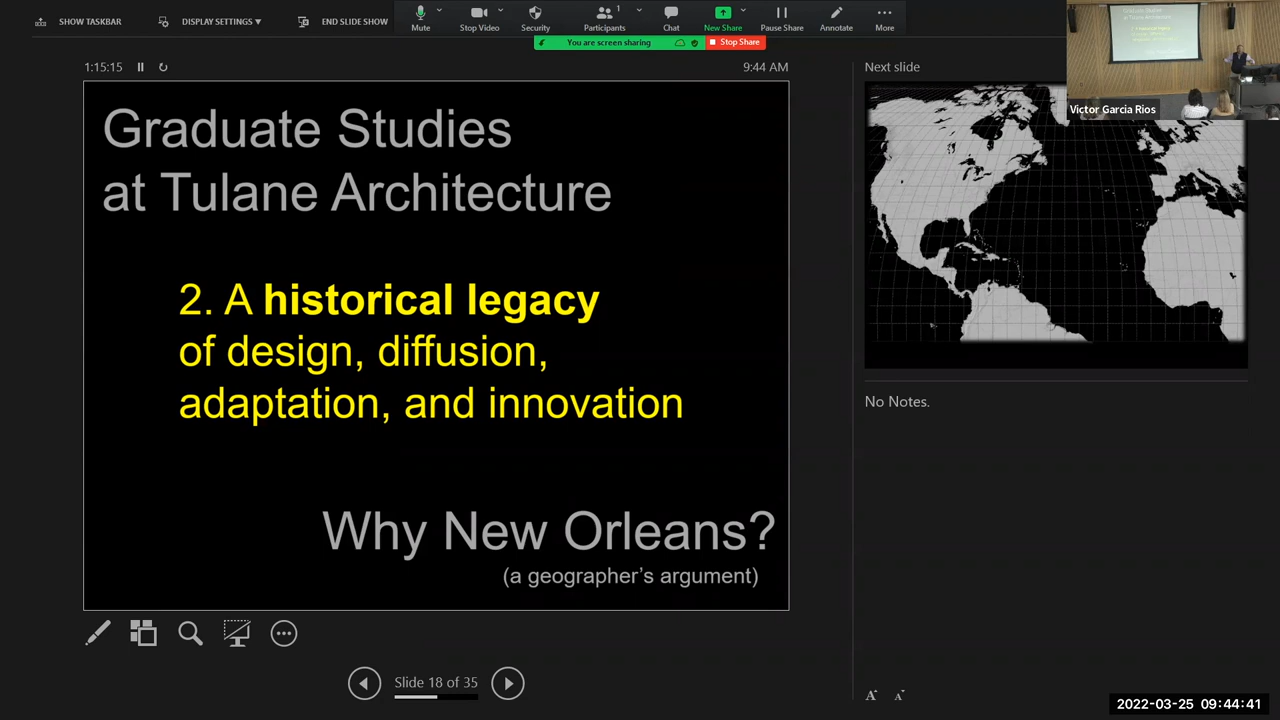 SHOW TASKBAR
DISPLAY SETTINGS
END SLIDE SHOW
Mute
Stop Video
Security
1
Participants
Chat
New Share
Pause Share
Annotate
More
You are screen sharing
Stop Share
1:15:15
9:44 AM
Next slide
Victor Garcia Rios
Graduate Studies
at Tulane Architecture
2. A historical legacy
of design, diffusion,
adaptation, and innovation
Why New Orleans?
(a geographer's argument)
No Notes.
Slide 18 of 35
A A
2022-03-25 09:44:41